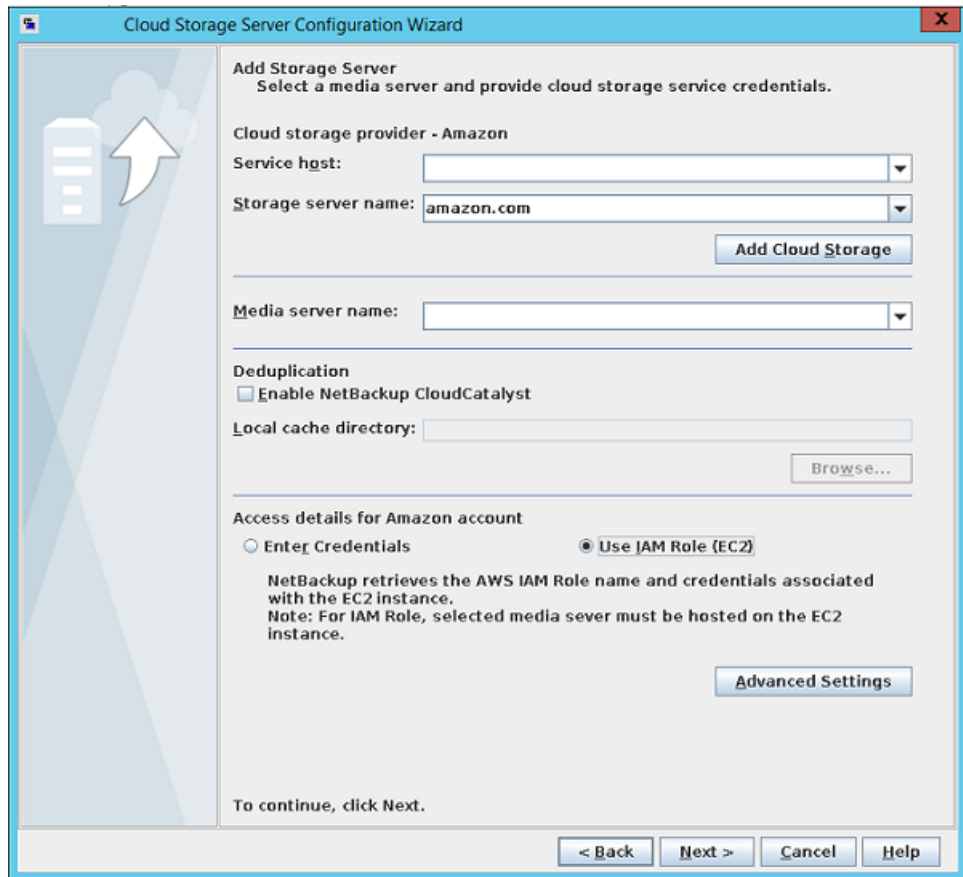 Cloud Storage Server Configuration Wizard
X
Add Storage Server
Select a media server and provide cloud storage service credentials.
Cloud storage provider - Amazon
Service host:
Storage server name: amazon.com
Add Cloud Storage
Media server name:
Deduplication
Enable NetBackup CloudCatalyst
Local cache directory:
Browse...
Access details for Amazon account
Enter Credentials Use IAM Role (EC2)
NetBackup retrieves the AWS IAM Role name and credentials associated
with the EC2 instance.
Note: For IAM Role, selected media sever must be hosted on the EC2
instance.
Advanced Settings
To continue, click Next.
< Back Next > Cancel Help